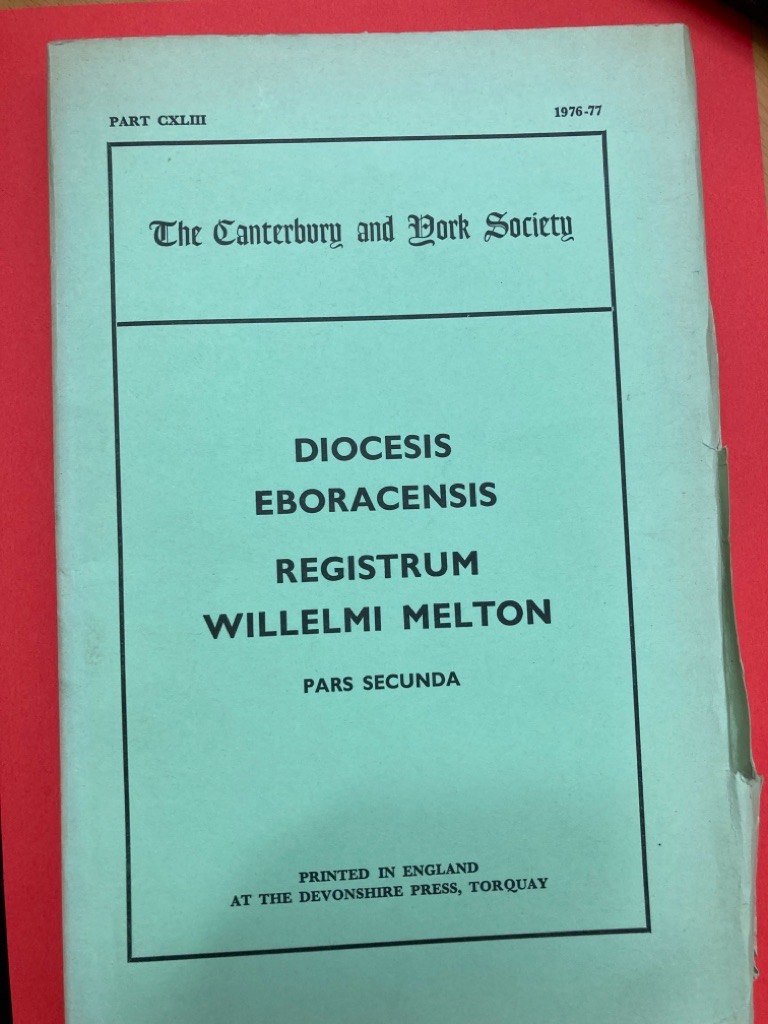 PART CXLIII
1976-77
The Canterbury and York Society
DIOCESIS
EBORACENSIS
REGISTRUM
WILLELMI MELTON
PARS SECUNDA
PRINTED IN ENGLAND
AT THE DEVONSHIRE PRESS, TORQUAY